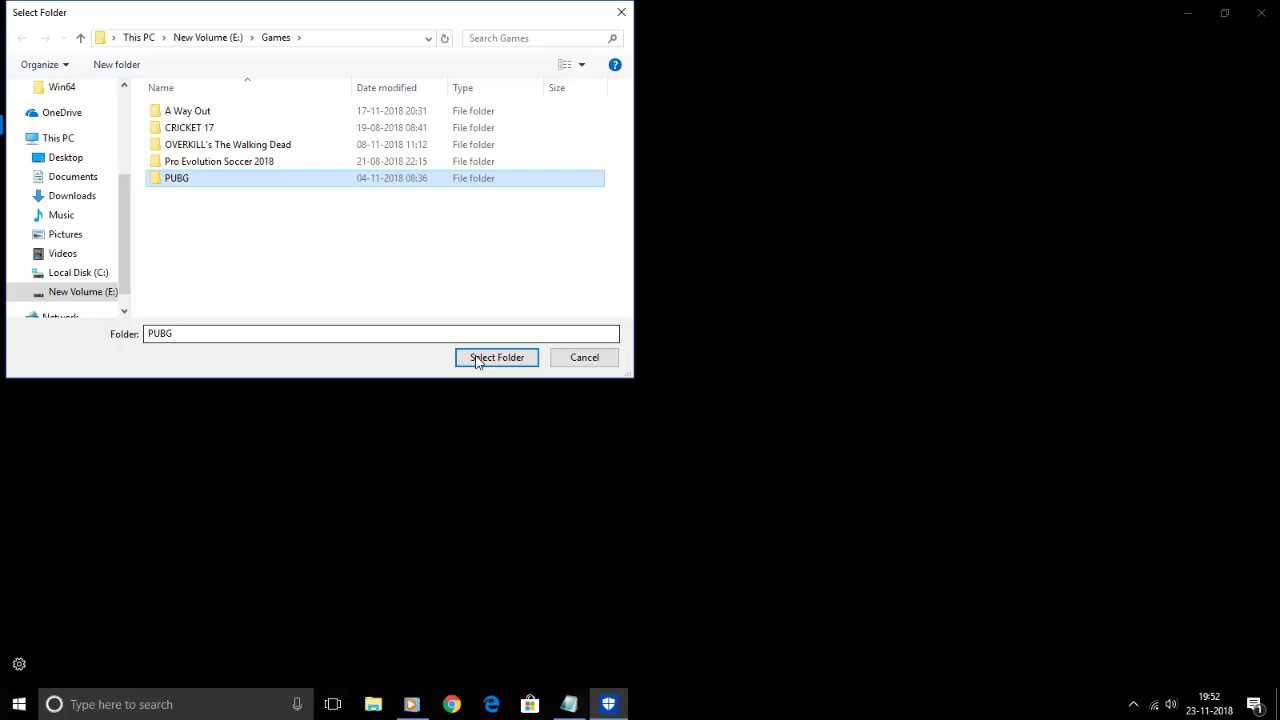 Select Folder
This PC New Volume (E:) Games Search Games
Organize New folder
Name Date modified Type Size
Win64
OneDrive
This PC
Desktop
Documents
Downloads
Music
Pictures
Videos
Local Disk (C:)
New Volume (E:)
Network
A Way Out 17-11-2018 20:31 File folder
CRICKET 17 19-08-2018 08:41 File folder
OVERKILL's The Walking Dead 08-11-2018 11:12 File folder
Pro Evolution Soccer 2018 21-08-2018 22:15 File folder
PUBG 04-11-2018 08:36 File folder
Folder: PUBG
Select Folder Cancel
Type here to search
19:52
23-11-2018
1